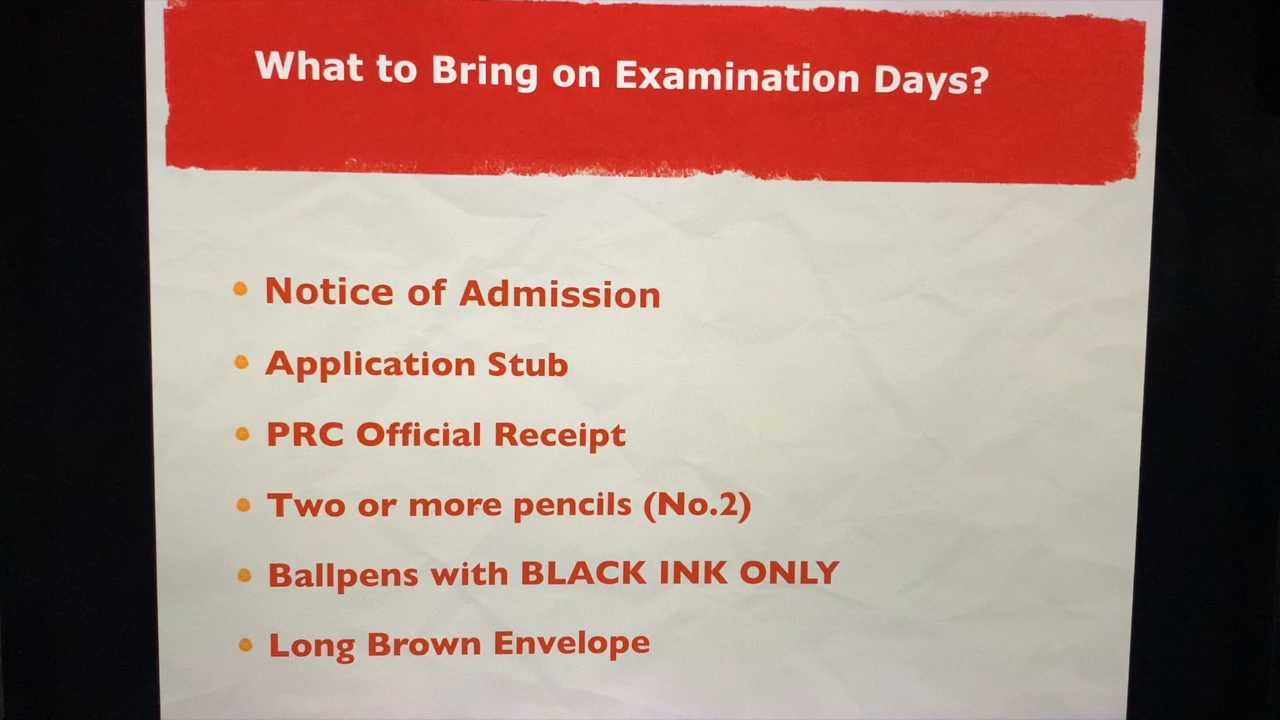 What to Bring on Examination Days?
Notice of Admission
Application Stub
PRC Official Receipt
Two or more pencils (No.2)
Ballpens with BLACK INK ONLY
Long Brown Envelope